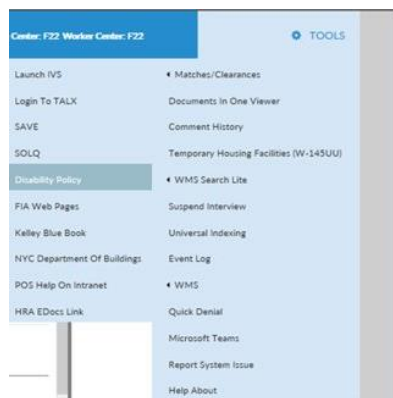 Center: F22 Worker Center: F22
TOOLS
Launch IVS
Login To TALX
SAVE
SOLQ
Disability Policy
FIA Web Pages
Kelley Blue Book
NYC Department Of Buildings
POS Help On Intranet
HRA EDocs Link
Matches/Clearances
Documents In One Viewer
Comment History
Temporary Housing Facilities (W-145UU)
WMS Search Lite
Suspend Interview
Universal Indexing
Event Log
WMS
Quick Denial
Microsoft Teams
Report System Issue
Help About